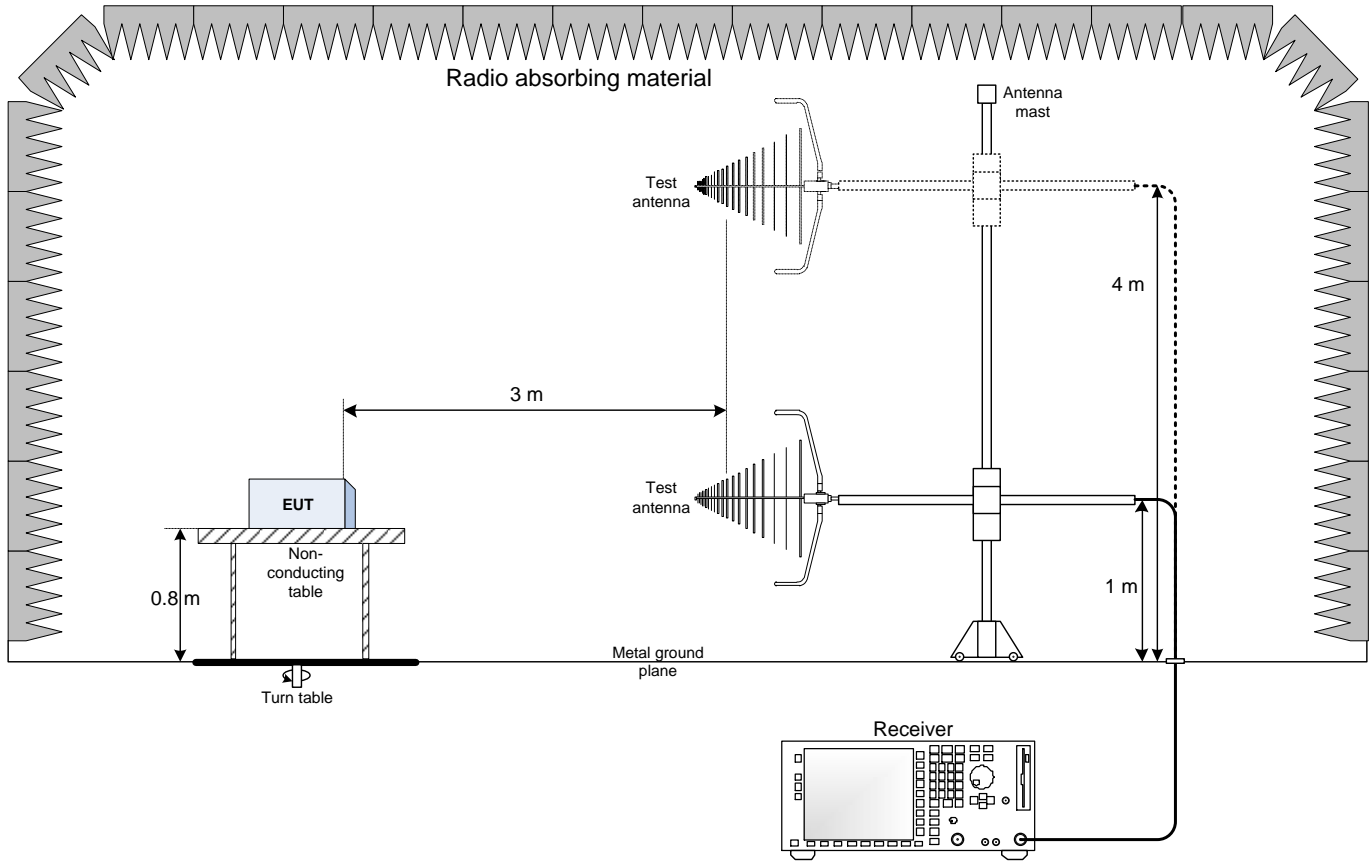 Radio absorbing material
Antenna
mast
Test
antenna
4 m
3 m
Test
antenna
EUT
Non-
conducting
table
0.8 m
1 m
Metal ground
plane
Turn table
Receiver